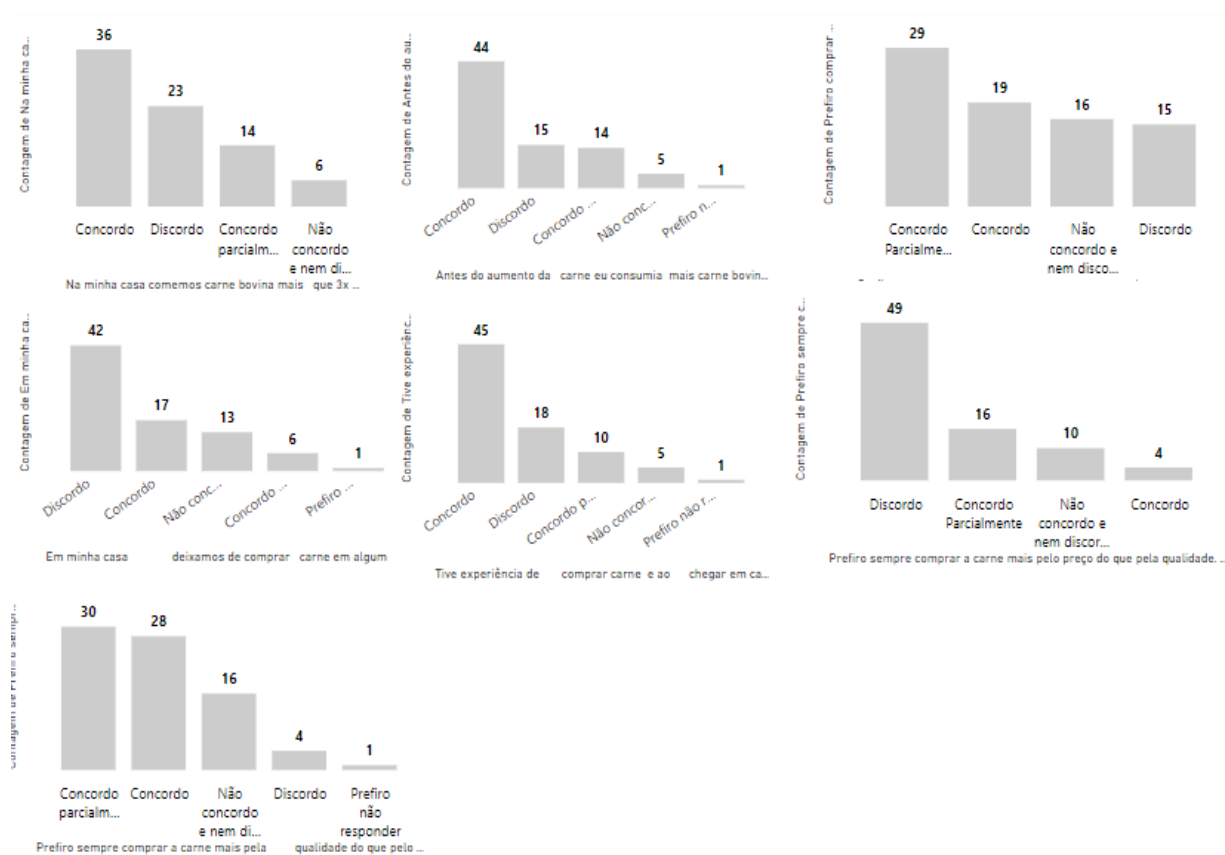 Contagem de Na minha ca...
36
23
14
6
Concordo Discordo Concordo parcialm... Não concordo e nem di...
Na minha casa comemos carne bovina mais que 3x ...
Contagem de Antes do au...
44
15
14
5
1
Concordo Discordo Concordo ... Não conc... Prefiro n...
Antes do aumento da carne eu consumia mais carne bovin...
Contagem de Prefiro comprar ...
29
19
16
15
Concordo Parcialme... Concordo Não concordo e nem disco... Discordo
Contagem de Em minha ca...
42
17
13
6
1
Discordo Concordo Não conc... Concordo ... Prefiro ...
Em minha casa deixamos de comprar carne em algum
Contagem de Tive experiênc...
45
18
10
5
1
Concordo Discordo Concordo p... Não concor... Prefiro não r...
Tive experiência de comprar carne e ao chegar em ca...
Contagem de Prefiro sempre c...
49
16
10
4
Discordo Concordo Parcialmente Não concordo e nem discor... Concordo
Prefiro sempre comprar a carne mais pelo preço do que pela qualidade. ...
Contagem de Prefiro sempr...
30
28
16
4
1
Concordo parcialm... Concordo Não concordo e nem di... Discordo Prefiro não responder
Prefiro sempre comprar a carne mais pela qualidade do que pelo ...